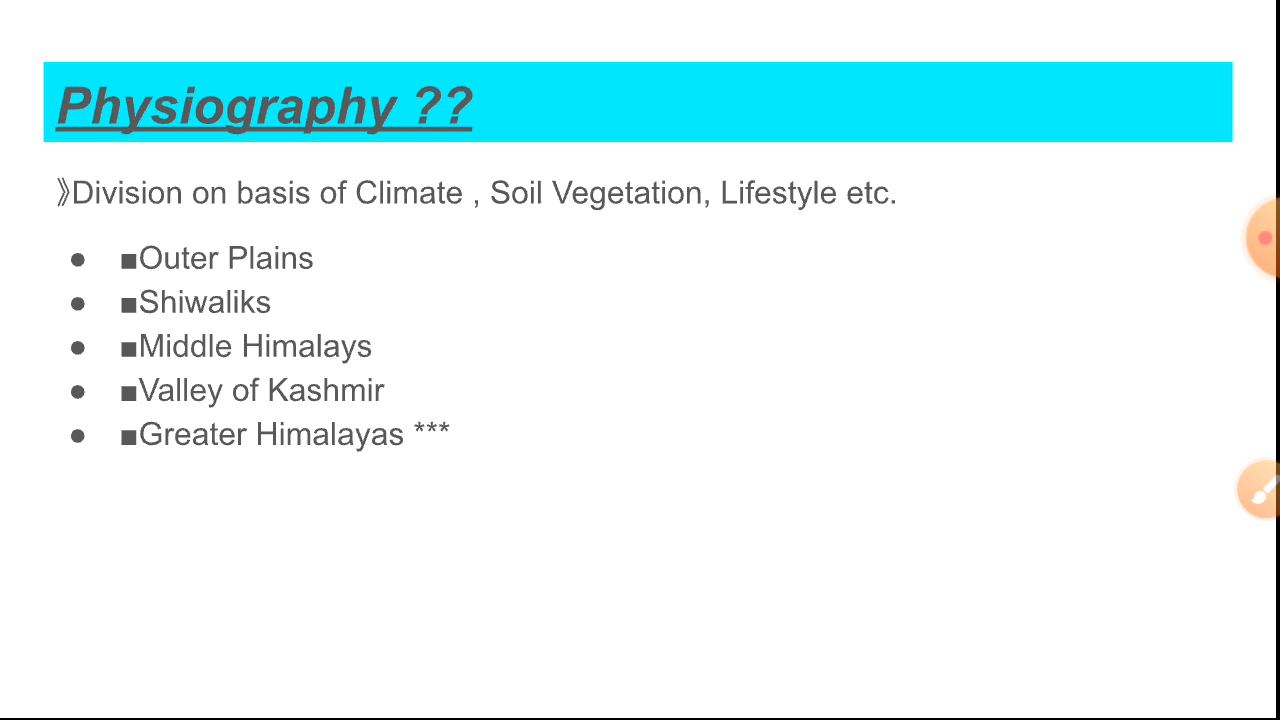 Physiography ??
》Division on basis of Climate , Soil Vegetation, Lifestyle etc.
● ■Outer Plains
● ■Shiwaliks
● ■Middle Himalays
● ■Valley of Kashmir
● ■Greater Himalayas ***